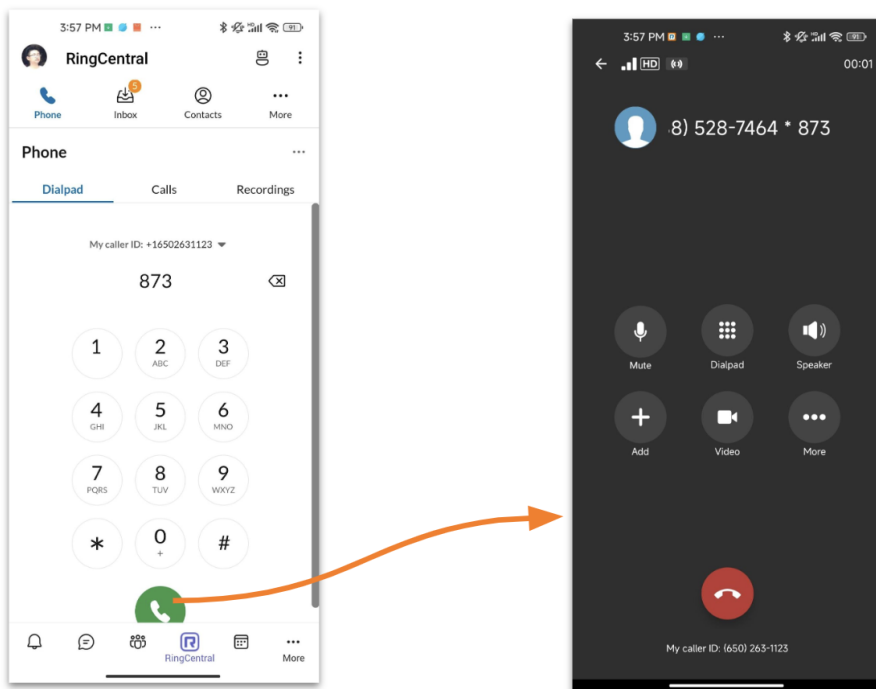 3:57 PM
91
RingCentral
5
Phone
Inbox
Contacts
More
Phone
Dialpad
Calls
Recordings
My caller ID: +16502631123
873
1
2
3
ABC
DEF
4
5
6
GHI
JKL
MNO
7
8
9
PQRS
TUV
WXYZ
*
0
#
+
RingCentral
More
3:57 PM
91
HD
00:01
8) 528-7464 * 873
Mute
Dialpad
Speaker
Add
Video
More
My caller ID: (650) 263-1123